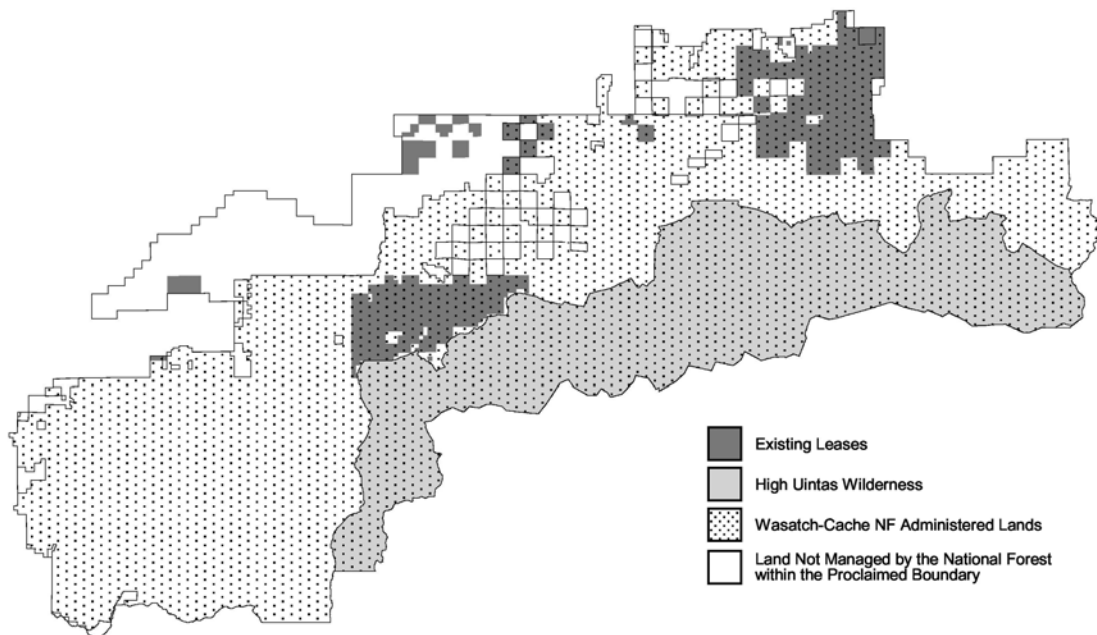 Existing Leases
High Uintas Wilderness
Wasatch-Cache NF Administered Lands
Land Not Managed by the National Forest
within the Proclaimed Boundary